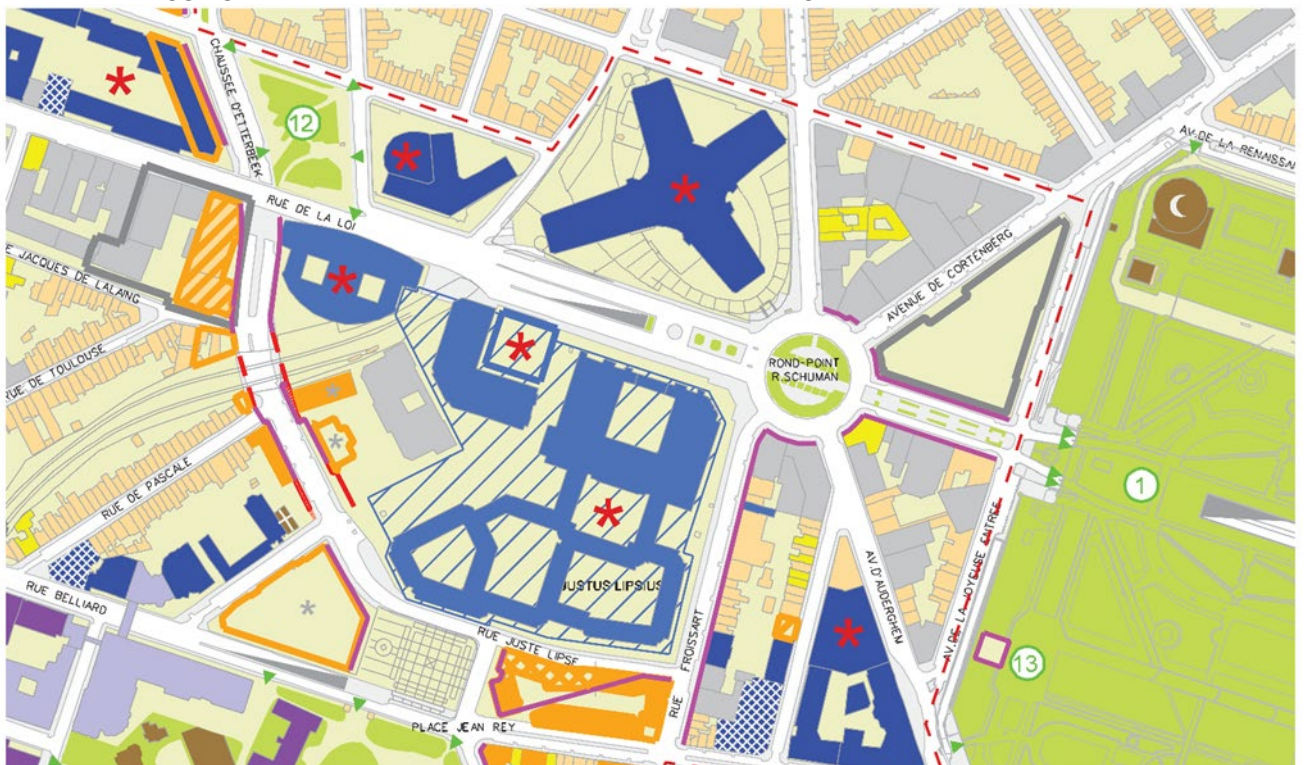 CHAUSSEE D'ETTERBEEK
12
AV. DE LA RENAISSA
RUE DE LA LOI
E JACQUES DE LALAING
AVENUE DE CORTENBERG
RUE DE TOULOUSE
ROND-POINT
R.SCHUMAN
RUE DE PASCALE
1
JUSTUS LIPSIUS
AV. D'AUDERGHEM
AV. DE LA JOYEUSE ENTREE
RUE BELLIARD
RUE JUSTE LIPSE
RUE FROISSART
13
PLACE JEAN REY